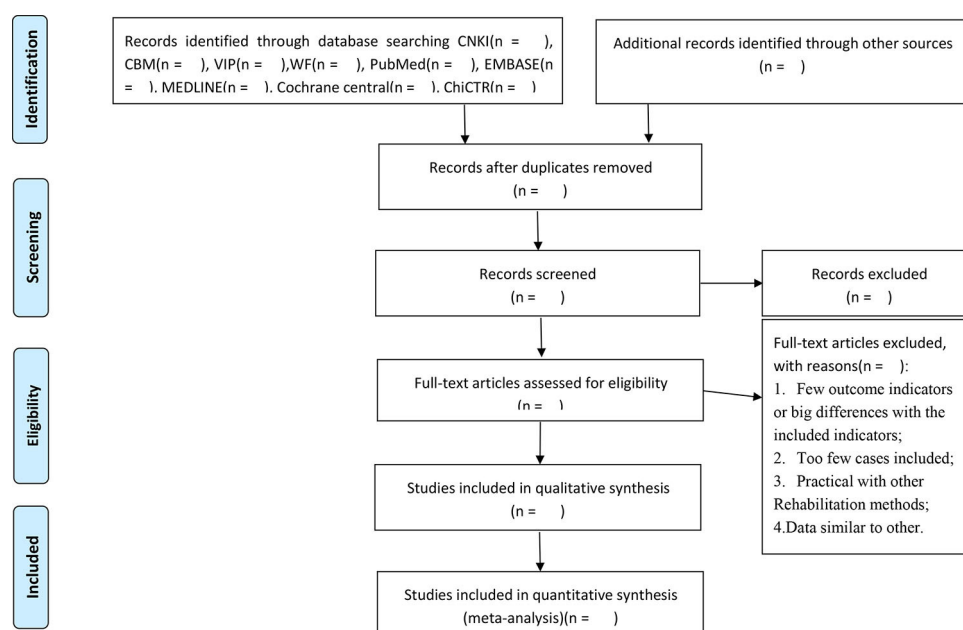 Identification
Records identified through database searching CNKI(n = ),
CBM(n = ), VIP(n = ),WF(n = ), PubMed(n = ), EMBASE(n
= ). MEDLINE(n = ). Cochrane central(n = ). ChiCTR(n = )
Additional records identified through other sources
(n = )
Records after duplicates removed
(n = )
Screening
Records screened
(n = )
Records excluded
(n = )
Eligibility
Full-text articles assessed for eligibility
(n = )
Full-text articles excluded,
with reasons(n = ):
1. Few outcome indicators
or big differences with the
included indicators;
2. Too few cases included;
3. Practical with other
Rehabilitation methods;
4.Data similar to other.
Studies included in qualitative synthesis
(n = )
Included
Studies included in quantitative synthesis
(meta-analysis)(n = )